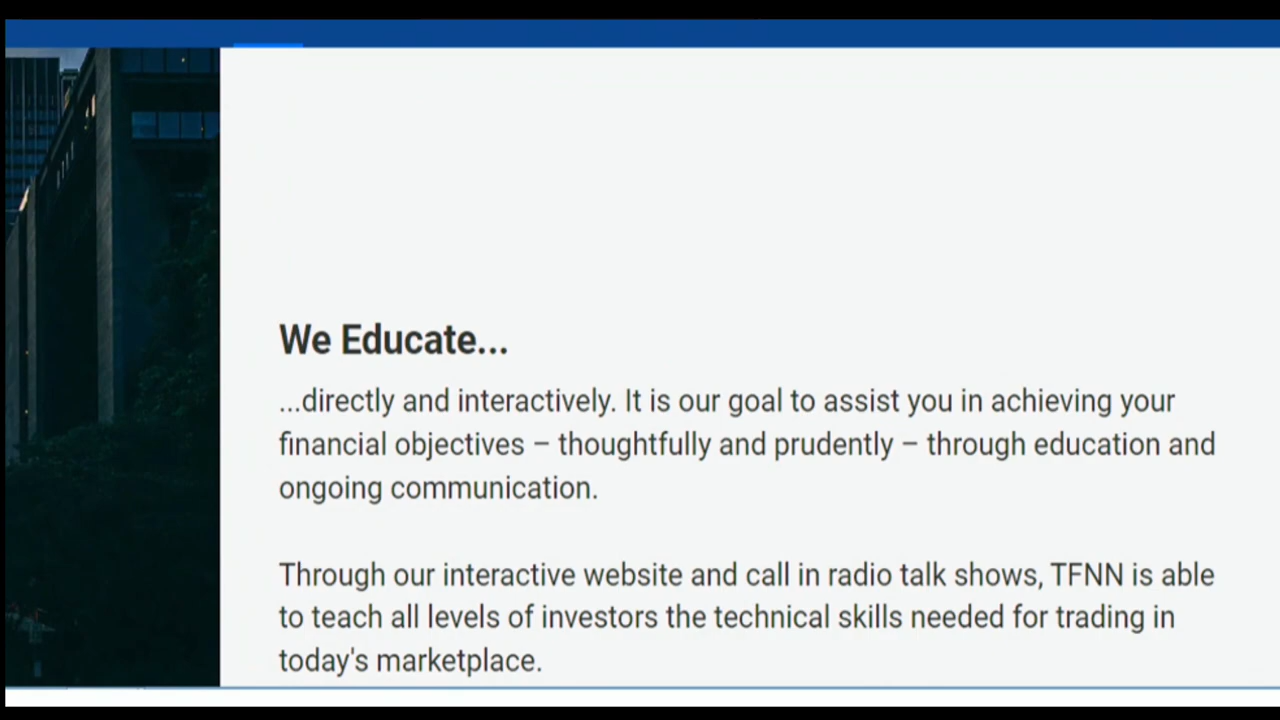 We Educate...
...directly and interactively. It is our goal to assist you in achieving your
financial objectives – thoughtfully and prudently – through education and
ongoing communication.
Through our interactive website and call in radio talk shows, TFNN is able
to teach all levels of investors the technical skills needed for trading in
today's marketplace.